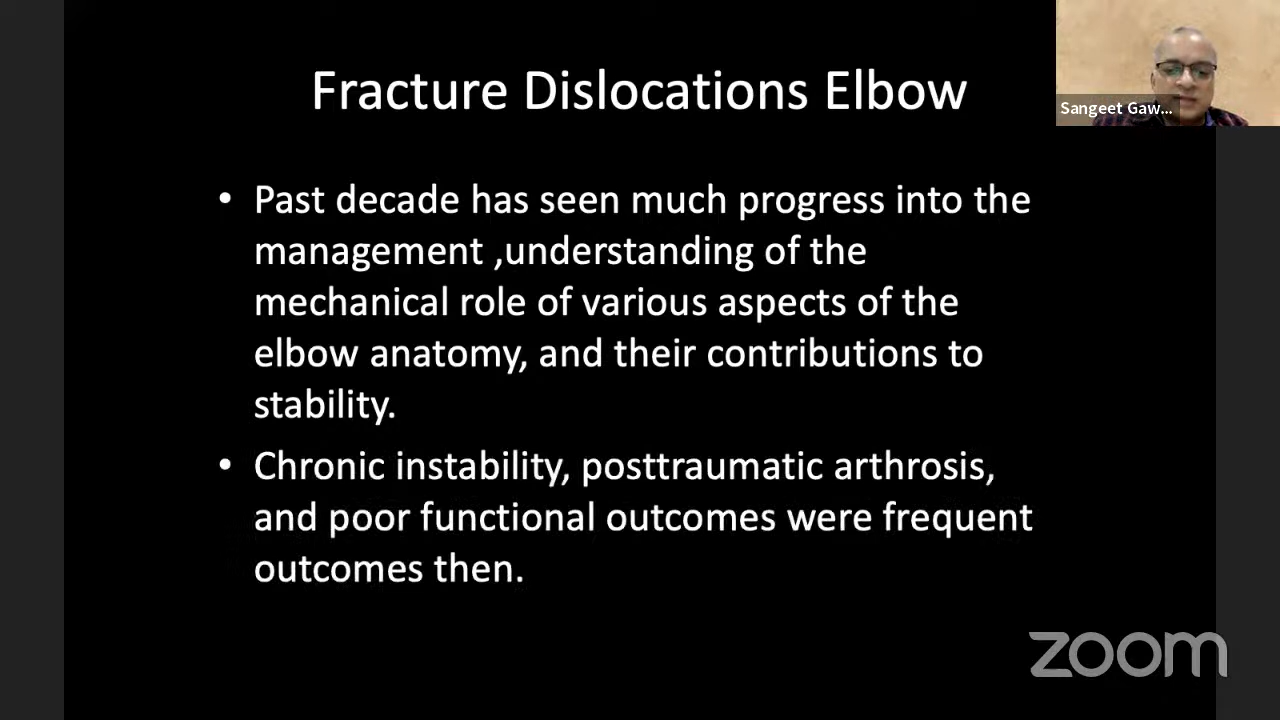 Fracture Dislocations Elbow
Sangeet Gaw...
• Past decade has seen much progress into the
management ,understanding of the
mechanical role of various aspects of the
elbow anatomy, and their contributions to
stability.
• Chronic instability, posttraumatic arthrosis,
and poor functional outcomes were frequent
outcomes then.
zoom